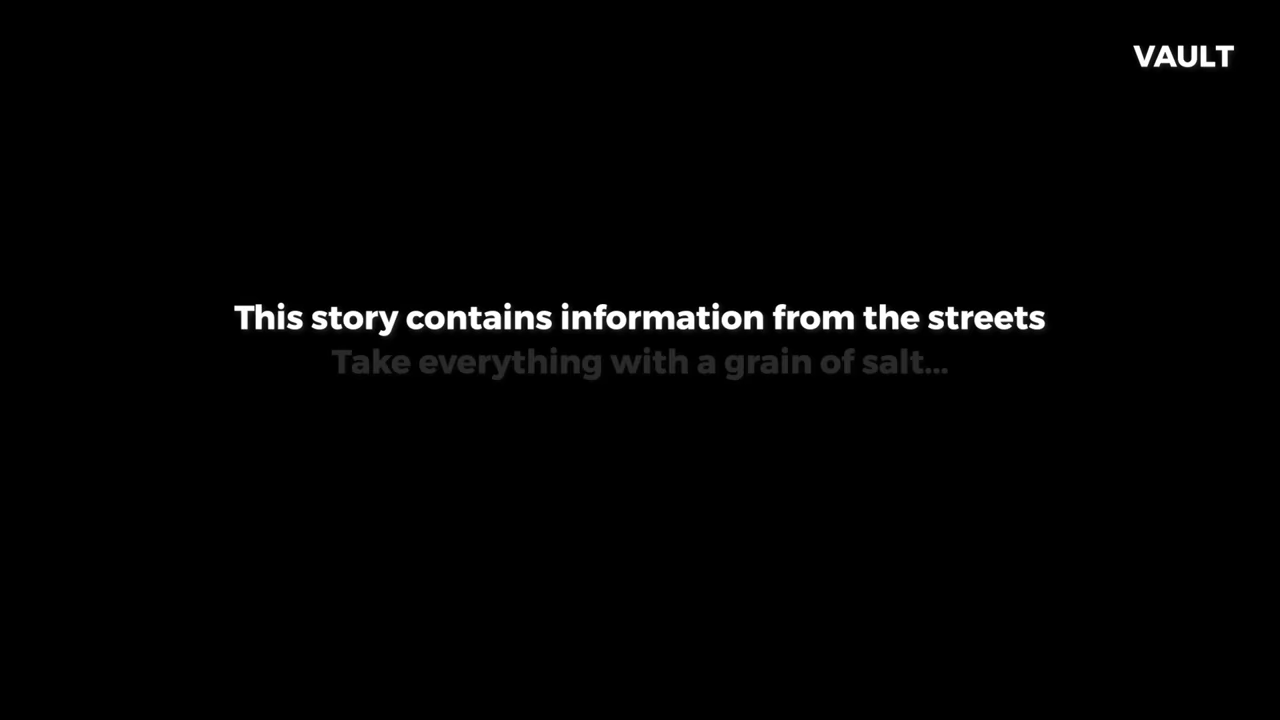 VAULT
This story contains information from the streets
Take everything with a grain of salt...